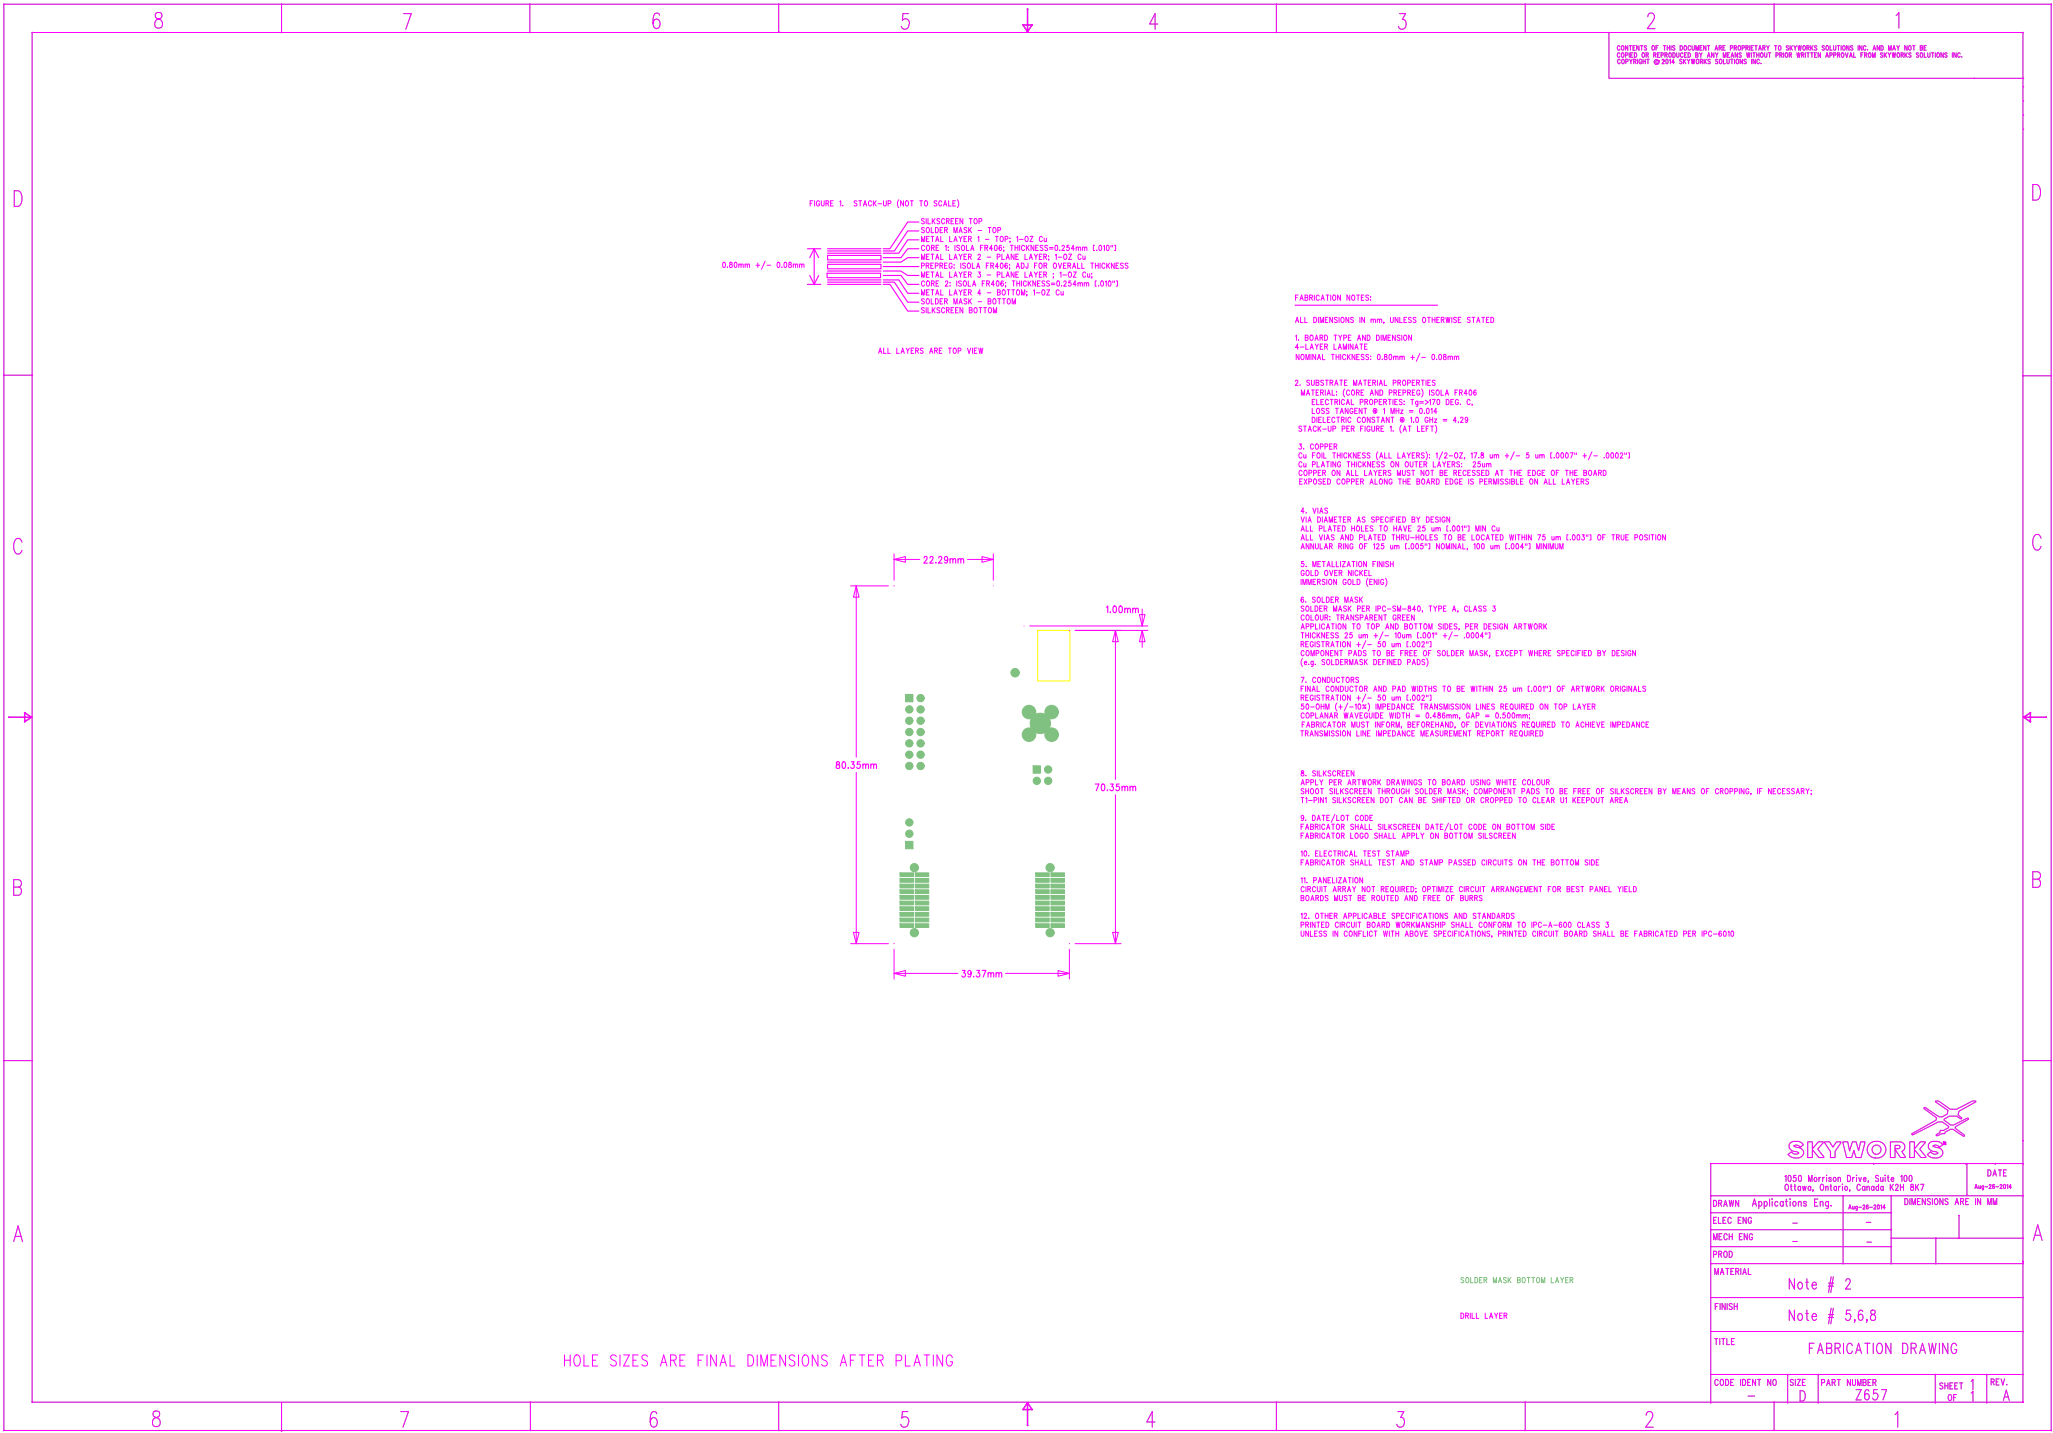 8 7 6 5 4 3 2 1
CONTENTS OF THIS DOCUMENT ARE PROPRIETARY TO SKYWORKS SOLUTIONS INC. AND MAY NOT BE
COPIED OR REPRODUCED BY ANY MEANS WITHOUT PRIOR WRITTEN APPROVAL FROM SKYWORKS SOLUTIONS INC.
COPYRIGHT @ 2014 SKYWORKS SOLUTIONS INC.
D D
FIGURE 1. STACK-UP (NOT TO SCALE)
SILKSCREEN TOP
SOLDER MASK - TOP
METAL LAYER 1 - TOP; 1-OZ Cu
CORE 1: ISOLA FR406; THICKNESS=0.254mm [.010"]
METAL LAYER 2 - PLANE LAYER; 1-OZ Cu
0.80mm +/- 0.08mm
PREPREG: ISOLA FR406; ADJ FOR OVERALL THICKNESS
METAL LAYER 3 - PLANE LAYER ; 1-OZ Cu;
CORE 2: ISOLA FR406; THICKNESS=0.254mm [.010"]
METAL LAYER 4 - BOTTOM; 1-OZ Cu
SOLDER MASK - BOTTOM
SILKSCREEN BOTTOM
ALL LAYERS ARE TOP VIEW
FABRICATION NOTES:
ALL DIMENSIONS IN mm, UNLESS OTHERWISE STATED
1. BOARD TYPE AND DIMENSION
4-LAYER LAMINATE
NOMINAL THICKNESS: 0.80mm +/- 0.08mm
2. SUBSTRATE MATERIAL PROPERTIES
MATERIAL: (CORE AND PREPREG) ISOLA FR406
ELECTRICAL PROPERTIES: Tg=>170 DEG. C,
LOSS TANGENT @ 1 MHz = 0.014
DIELECTRIC CONSTANT @ 1.0 GHz = 4.29
STACK-UP PER FIGURE 1. (AT LEFT)
3. COPPER
Cu FOIL THICKNESS (ALL LAYERS): 1/2-OZ, 17.8 um +/- 5 um [.0007" +/- .0002"]
Cu PLATING THICKNESS ON OUTER LAYERS: 25um
COPPER ON ALL LAYERS MUST NOT BE RECESSED AT THE EDGE OF THE BOARD
EXPOSED COPPER ALONG THE BOARD EDGE IS PERMISSIBLE ON ALL LAYERS
4. VIAS
VIA DIAMETER AS SPECIFIED BY DESIGN
ALL PLATED HOLES TO HAVE 25 um [.001"] MIN Cu
ALL VIAS AND PLATED THRU-HOLES TO BE LOCATED WITHIN 75 um [.003"] OF TRUE POSITION
ANNULAR RING OF 125 um [.005"] NOMINAL, 100 um [.004"] MINIMUM
5. METALLIZATION FINISH
GOLD OVER NICKEL
IMMERSION GOLD (ENIG)
6. SOLDER MASK
SOLDER MASK PER IPC-SM-840, TYPE A, CLASS 3
COLOUR: TRANSPARENT GREEN
APPLICATION TO TOP AND BOTTOM SIDES, PER DESIGN ARTWORK
THICKNESS 25 um +/- 10um [.001" +/- .0004"]
REGISTRATION +/- 50 um [.002"]
COMPONENT PADS TO BE FREE OF SOLDER MASK, EXCEPT WHERE SPECIFIED BY DESIGN
(e.g. SOLDERMASK DEFINED PADS)
7. CONDUCTORS
FINAL CONDUCTOR AND PAD WIDTHS TO BE WITHIN 25 um [.001"] OF ARTWORK ORIGINALS
REGISTRATION +/- 50 um [.002"]
50-OHM (+/-10%) IMPEDANCE TRANSMISSION LINES REQUIRED ON TOP LAYER
COPLANAR WAVEGUIDE WIDTH = 0.486mm, GAP = 0.500mm;
FABRICATOR MUST INFORM, BEFOREHAND, OF DEVIATIONS REQUIRED TO ACHIEVE IMPEDANCE
TRANSMISSION LINE IMPEDANCE MEASUREMENT REPORT REQUIRED
8. SILKSCREEN
APPLY PER ARTWORK DRAWINGS TO BOARD USING WHITE COLOUR
SHOOT SILKSCREEN THROUGH SOLDER MASK; COMPONENT PADS TO BE FREE OF SILKSCREEN BY MEANS OF CROPPING, IF NECESSARY;
T1-PIN1 SILKSCREEN DOT CAN BE SHIFTED OR CROPPED TO CLEAR U1 KEEPOUT AREA
9. DATE/LOT CODE
FABRICATOR SHALL SILKSCREEN DATE/LOT CODE ON BOTTOM SIDE
FABRICATOR LOGO SHALL APPLY ON BOTTOM SILSCREEN
10. ELECTRICAL TEST STAMP
FABRICATOR SHALL TEST AND STAMP PASSED CIRCUITS ON THE BOTTOM SIDE
11. PANELIZATION
CIRCUIT ARRAY NOT REQUIRED; OPTIMIZE CIRCUIT ARRANGEMENT FOR BEST PANEL YIELD
BOARDS MUST BE ROUTED AND FREE OF BURRS
12. OTHER APPLICABLE SPECIFICATIONS AND STANDARDS
PRINTED CIRCUIT BOARD WORKMANSHIP SHALL CONFORM TO IPC-A-600 CLASS 3
UNLESS IN CONFLICT WITH ABOVE SPECIFICATIONS, PRINTED CIRCUIT BOARD SHALL BE FABRICATED PER IPC-6010
C C
22.29mm
1.00mm
80.35mm
70.35mm
39.37mm
B B
SKYWORKS
1050 Morrison Drive, Suite 100
Ottawa, Ontario, Canada K2H 8K7
DATE
Aug-26-2014
DRAWN Applications Eng. Aug-26-2014
DIMENSIONS ARE IN MM
ELEC ENG - -
MECH ENG - -
PROD
A A
MATERIAL
Note # 2
FINISH
Note # 5,6,8
TITLE
FABRICATION DRAWING
CODE IDENT NO -
SIZE D
PART NUMBER Z657
SHEET 1 OF 1
REV. A
SOLDER MASK BOTTOM LAYER
DRILL LAYER
HOLE SIZES ARE FINAL DIMENSIONS AFTER PLATING
8 7 6 5 4 3 2 1